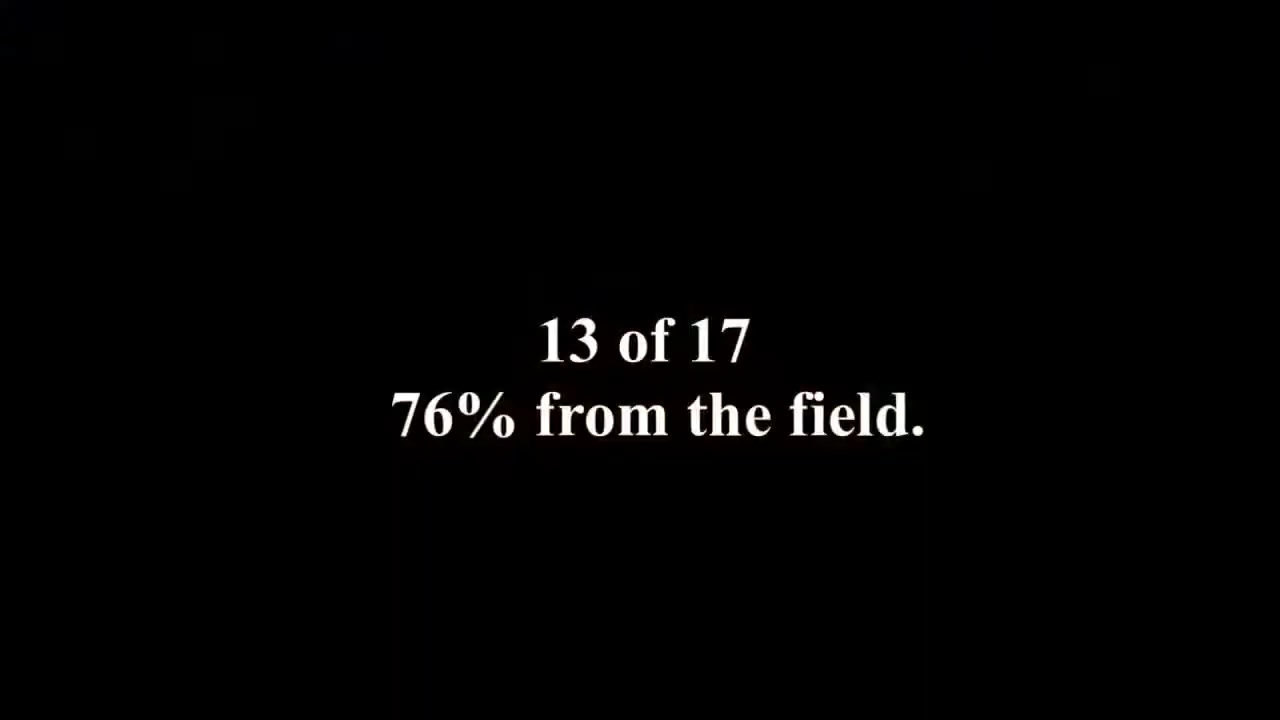 13 of 17
76% from the field.